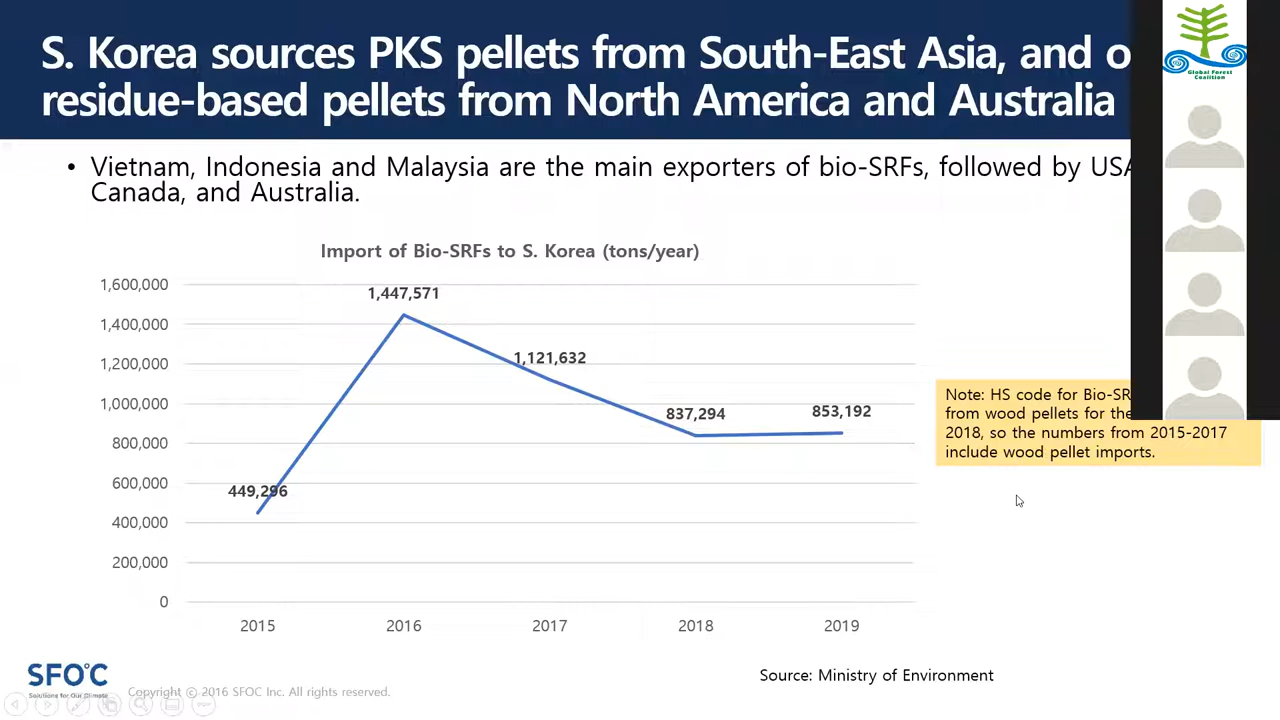 S. Korea sources PKS pellets from South-East Asia, and
residue-based pellets from North America and Australia
• Vietnam, Indonesia and Malaysia are the main exporters of bio-SRFs, followed by USA
Canada, and Australia.
Import of Bio-SRFs to S. Korea (tons/year)
1,600,000
1,400,000
1,200,000
1,000,000
800,000
600,000
400,000
200,000
0
449,296
1,447,571
1,121,632
837,294
853,192
2015
2016
2017
2018
2019
Note: HS code for
from wood pellets for
2018, so the numbers from 2015-2017
include wood pellet imports.
Source: Ministry of Environment
SFOC
Solutions for Our Climate
Copyright © 2016 SFOC Inc. All rights reserved.
Global Forest
Coalition